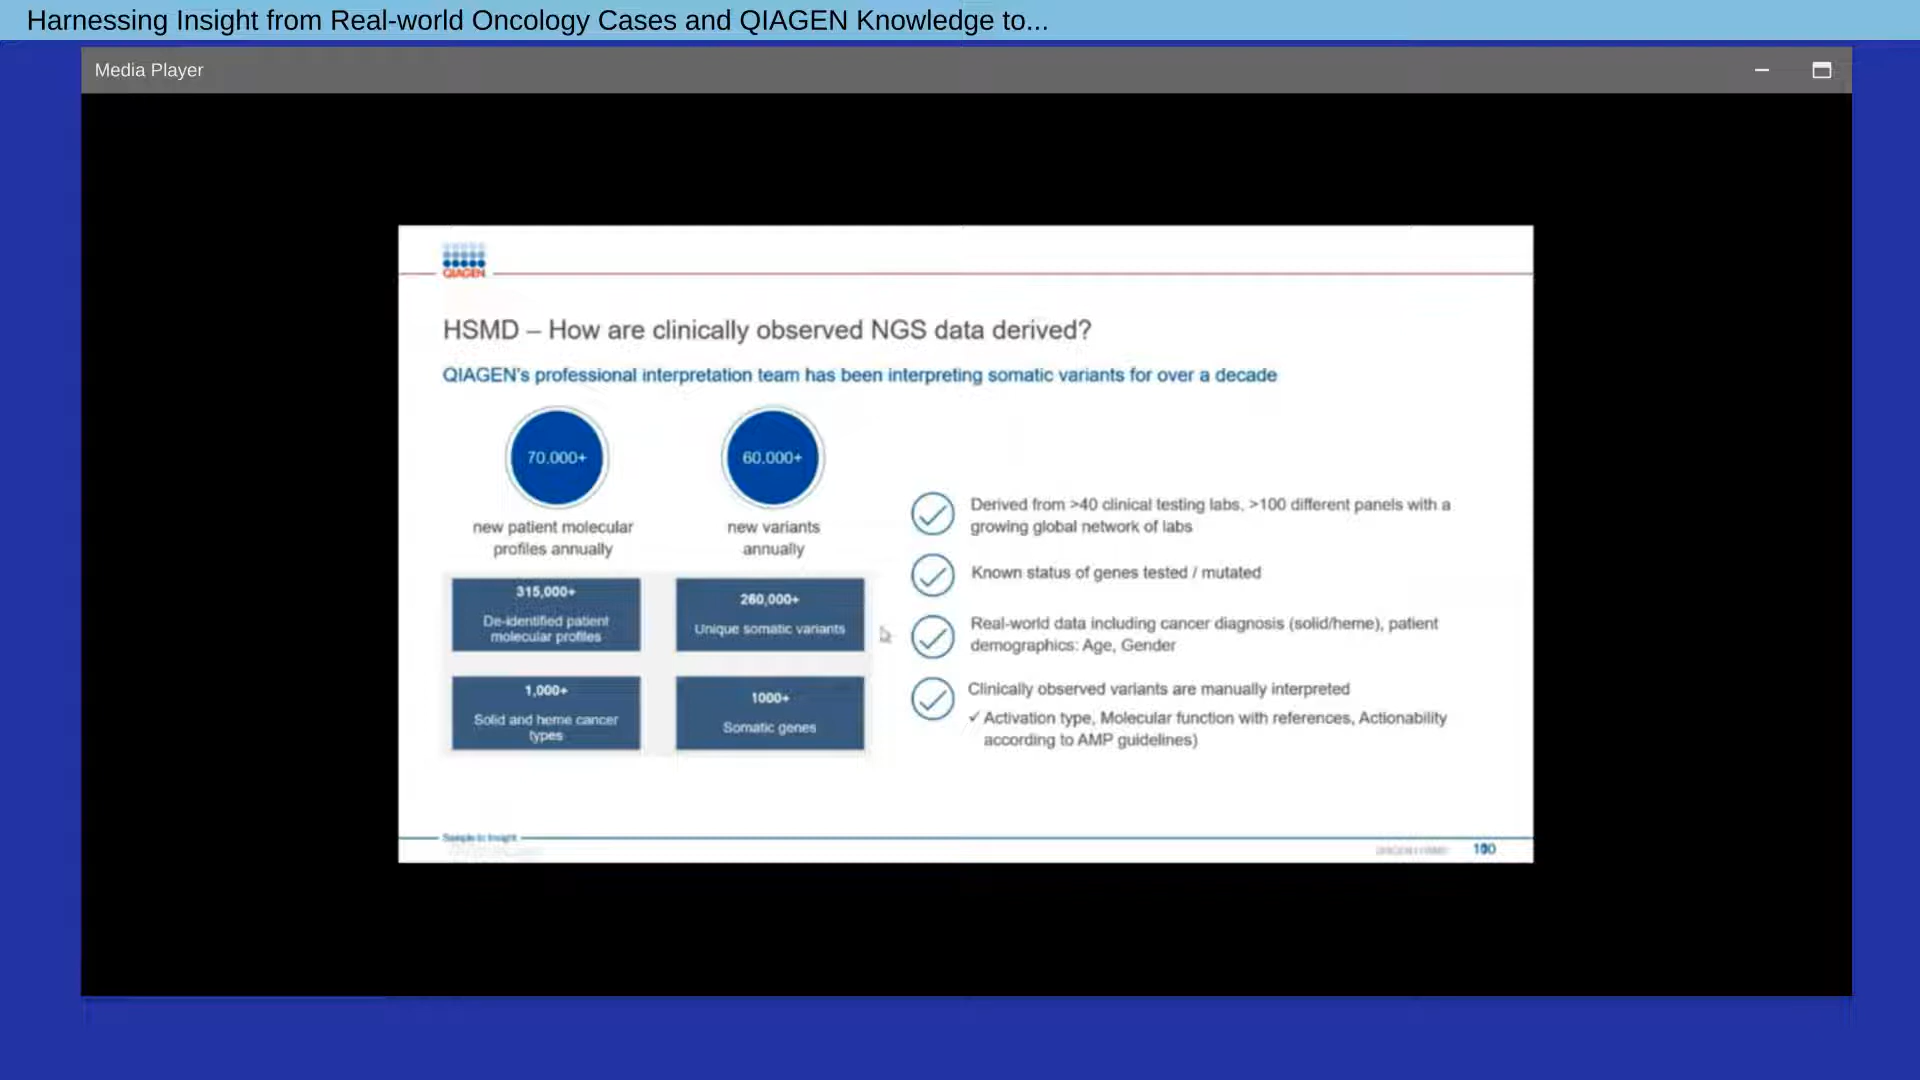 Harnessing Insight from Real-world Oncology Cases and QIAGEN Knowledge to...
Media Player
QIAGEN
HSMD – How are clinically observed NGS data derived?
QIAGEN's professional interpretation team has been interpreting somatic variants for over a decade
70.000+
new patient molecular
profiles annually
60.000+
new variants
annually
315,000+
De-identified patient
molecular profiles
260,000+
Unique somatic variants
1,000+
Solid and heme cancer
types
1000+
Somatic genes
Derived from >40 clinical testing labs, >100 different panels with a
growing global network of labs
Known status of genes tested / mutated
Real-world data including cancer diagnosis (solid/heme), patient
demographics: Age, Gender
Clinically observed variants are manually interpreted
✓ Activation type, Molecular function with references, Actionability
according to AMP guidelines)
Sample to Insight